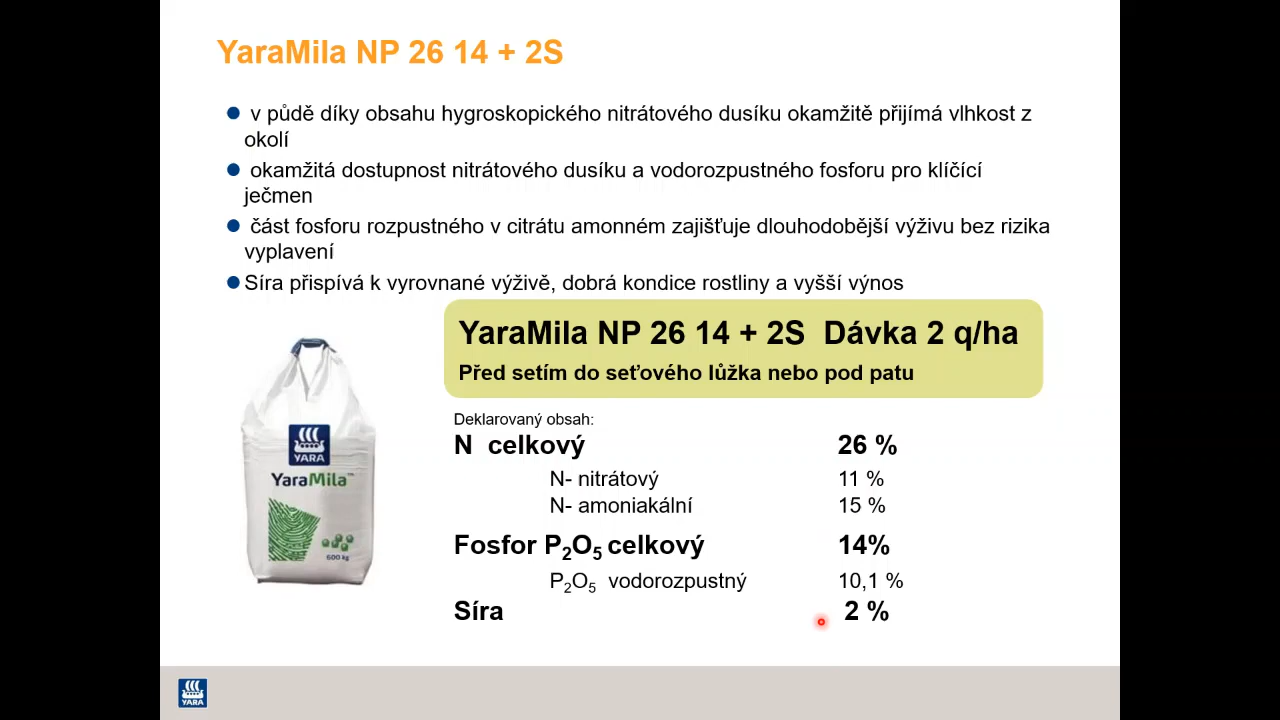 YaraMila NP 26 14 + 2S
v půdě díky obsahu hygroskopického nitrátového dusíku okamžitě přijímá vlhkost z
okolí
okamžitá dostupnost nitrátového dusíku a vodorozpustného fosforu pro klíčící
ječmen
část fosforu rozpustného v citrátu amonném zajišťuje dlouhodobější výživu bez rizika
vyplavení
Síra přispívá k vyrovnané výživě, dobrá kondice rostliny a vyšší výnos
YaraMila NP 26 14 + 2S Dávka 2 q/ha
Před setím do seťového lůžka nebo pod patu
Deklarovaný obsah:
N celkový 26 %
N- nitrátový 11 %
N- amoniakální 15 %
Fosfor P₂O₅ celkový 14%
P₂O₅ vodorozpustný 10,1 %
Síra 2 %
YARA
YaraMila™
600 kg
YARA